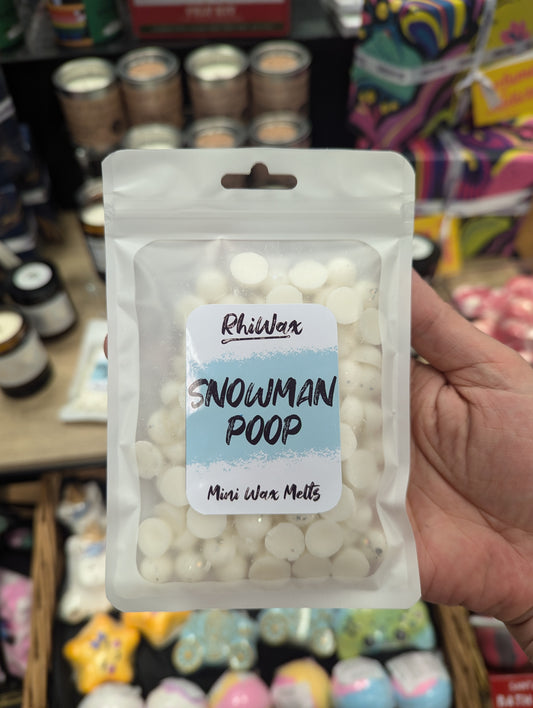 RhiWax
SNOWMAN
POOP
Mini Wax Melts